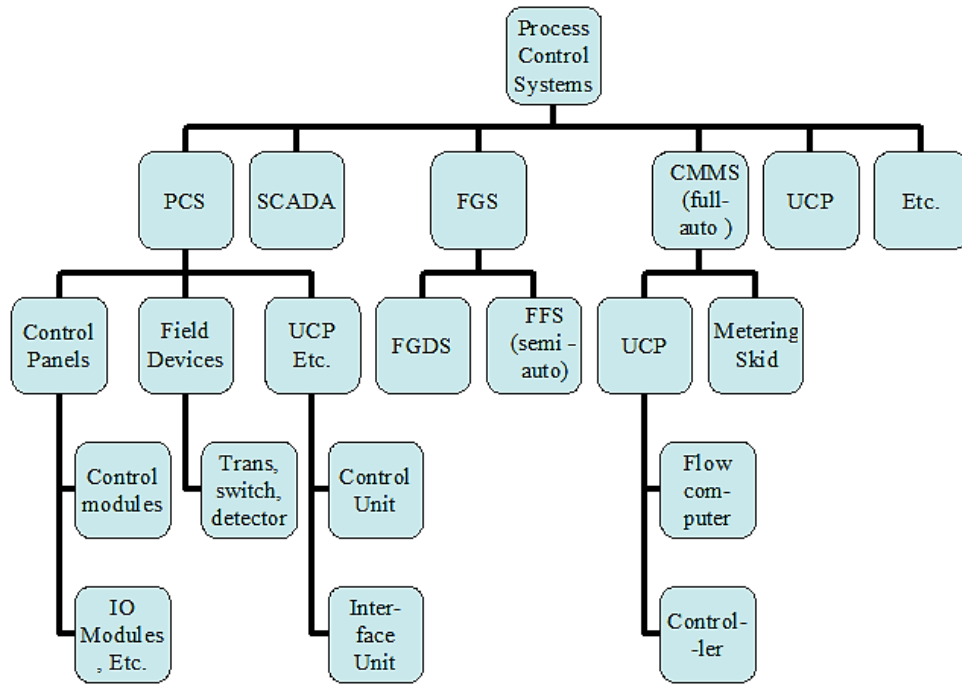 Process
Control
Systems
PCS
SCADA
FGS
CMMS
(full-
auto )
UCP
Etc.
Control
Panels
Field
Devices
UCP
Etc.
FGDS
FFS
(semi -
auto)
UCP
Metering
Skid
Control
modules
Trans,
switch,
detector
Control
Unit
Flow
com-
puter
IO
Modules
, Etc.
Inter-
face
Unit
Control-
-ler